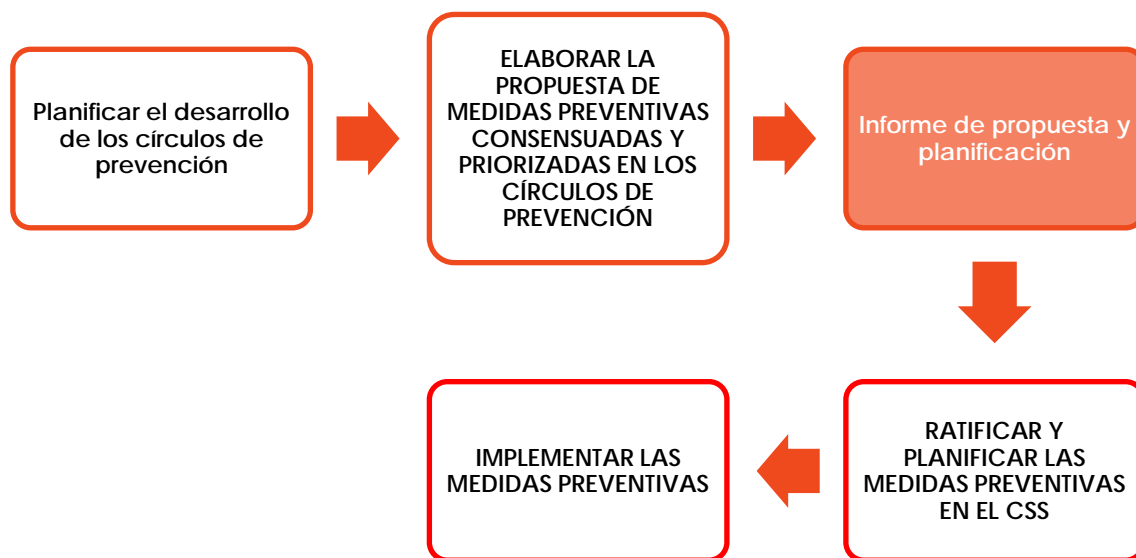 Planificar el desarrollo
de los círculos de
prevención
ELABORAR LA
PROPUESTA DE
MEDIDAS PREVENTIVAS
CONSENSUADAS Y
PRIORIZADAS EN LOS
CÍRCULOS DE
PREVENCIÓN
Informe de propuesta y
planificación
RATIFICAR Y
PLANIFICAR LAS
MEDIDAS PREVENTIVAS
EN EL CSS
IMPLEMENTAR LAS
MEDIDAS PREVENTIVAS